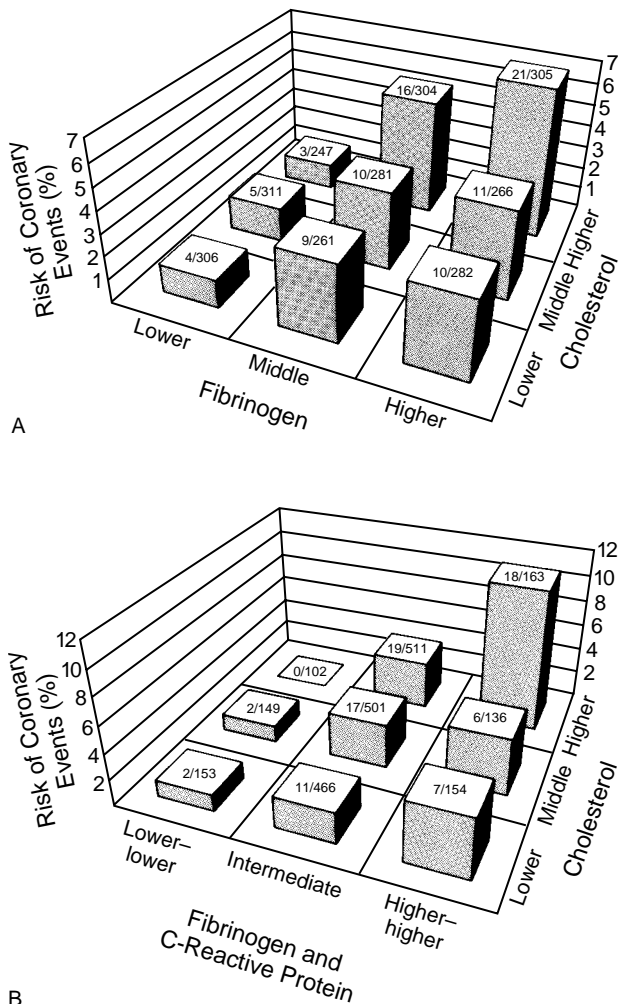 7
6
5
4
3
2
1
Risk of Coronary
Events (%)
3/247
16/304
21/305
5/311
10/281
11/266
4/306
9/261
10/282
7
6
5
4
3
2
1
Lower
Middle
Higher
Fibrinogen
Lower
Middle
Higher
Cholesterol
A
12
10
8
6
4
2
Risk of Coronary
Events (%)
0/102
19/511
18/163
2/149
17/501
6/136
2/153
11/466
7/154
12
10
8
6
4
2
Lower–
lower
Intermediate
Higher–
higher
Fibrinogen and
C-Reactive Protein
Lower
Middle
Higher
Cholesterol
B